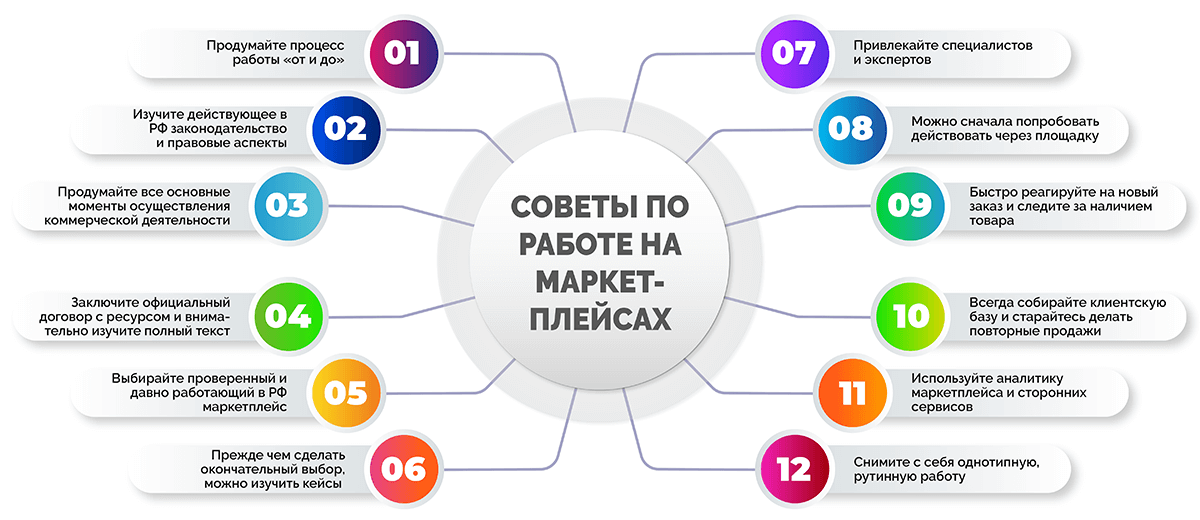 СОВЕТЫ ПО
РАБОТЕ НА
МАРКЕТ-
ПЛЕЙСАХ
01
Продумайте процесс
работы «от и до»
02
Изучите действующее в
РФ законодательство
и правовые аспекты
03
Продумайте все основные
моменты осуществления
коммерческой деятельности
04
Заключите официальный
договор с ресурсом и внима-
тельно изучите полный текст
05
Выбирайте проверенный и
давно работающий в РФ
маркетплейс
06
Прежде чем сделать
окончательный выбор,
можно изучить кейсы
07
Привлекайте специалистов
и экспертов
08
Можно сначала попробовать
действовать через площадку
09
Быстро реагируйте на новый
заказ и следите за наличием
товара
10
Всегда собирайте клиентскую
базу и старайтесь делать
повторные продажи
11
Используйте аналитику
маркетплейса и сторонних
сервисов
12
Снимите с себя однотипную,
рутинную работу